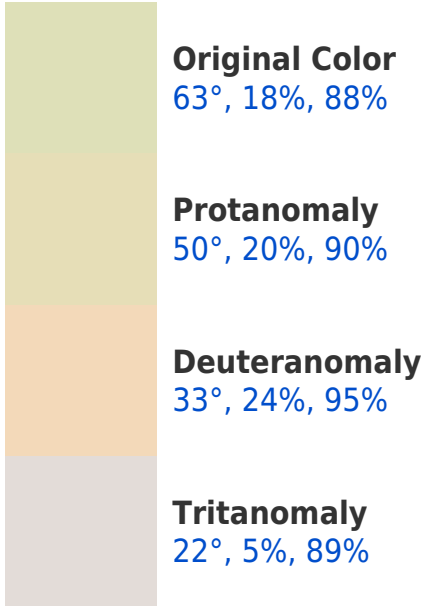 Original Color
63°, 18%, 88%
Protanomaly
50°, 20%, 90%
Deuteranomaly
33°, 24%, 95%
Tritanomaly
22°, 5%, 89%